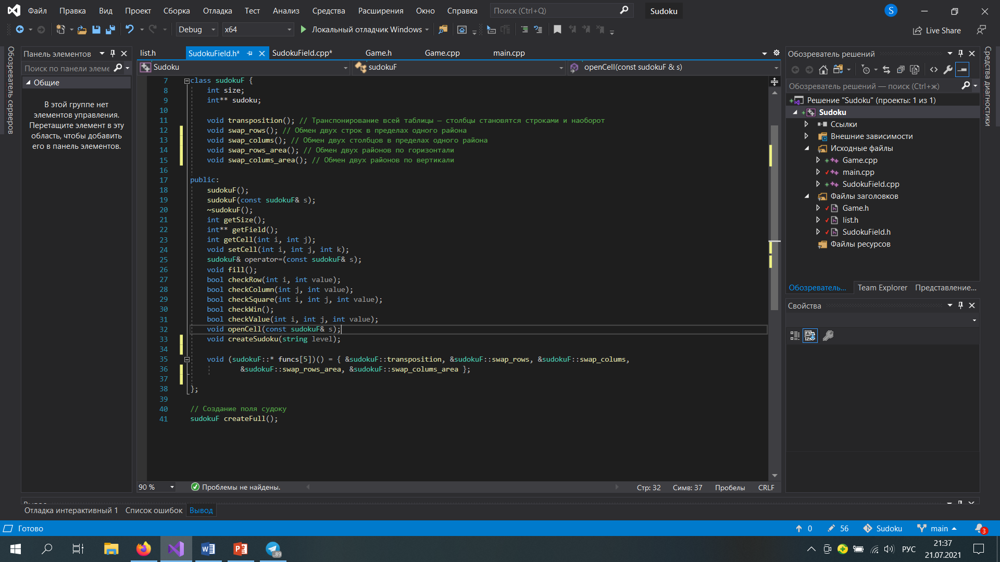 Файл Правка Вид Проект Сборка Отладка Тест Анализ Средства Расширения Окно Справка Поиск (Ctrl+Q) Sudoku S
Debug x64 Локальный отладчик Windows Live Share
Обозреватель серверов
Панель элементов
Поиск по панели элеме
Общие
В этой группе нет
элементов управления.
Перетащите элемент в эту
область, чтобы добавить
его в панель элементов.
list.h SudokuField.h* SudokuField.cpp* Game.h Game.cpp main.cpp
Sudoku sudokuF openCell(const sudokuF & s)
7 class sudokuF {
8 int size;
9 int** sudoku;
10
11 void transposition(); // Транспонирование всей таблицы — столбцы становятся строками и наоборот
12 void swap_rows(); // Обмен двух строк в пределах одного района
13 void swap_colums(); // Обмен двух столбцов в пределах одного района
14 void swap_rows_area(); // Обмен двух районов по горизонтали
15 void swap_colums_area(); // Обмен двух районов по вертикали
16
17 public:
18 sudokuF();
19 sudokuF(const sudokuF& s);
20 ~sudokuF();
21 int getSize();
22 int** getField();
23 int getCell(int i, int j);
24 void setCell(int i, int j, int k);
25 sudokuF& operator=(const sudokuF& s);
26 void fill();
27 bool checkRow(int i, int value);
28 bool checkColumn(int j, int value);
29 bool checkSquare(int i, int j, int value);
30 bool checkWin();
31 bool checkValue(int i, int j, int value);
32 void openCell(const sudokuF& s);
33 void createSudoku(string level);
34
35 void (sudokuF::* funcs[5])() = { &sudokuF::transposition, &sudokuF::swap_rows, &sudokuF::swap_colums,
36 &sudokuF::swap_rows_area, &sudokuF::swap_colums_area };
37
38 };
39
40 // Создание поля судоку
41 sudokuF createFull();
90 % Проблемы не найдены. Стр: 32 Симв: 37 Пробелы CRLF
Обозреватель решений
Обозреватель решений — поиск (Ctrl+ж)
Решение "Sudoku" (проекты: 1 из 1)
Sudoku
Ссылки
Внешние зависимости
Исходные файлы
Game.cpp
main.cpp
SudokuField.cpp
Файлы заголовков
Game.h
list.h
SudokuField.h
Файлы ресурсов
Обозреватель... Team Explorer Представление...
Свойства
Средства диагностики
Вывод
Отладка интерактивный 1 Список ошибок Вывод
Готово 0 56 Sudoku main 3
..89 РУС 21:37
21.07.2021